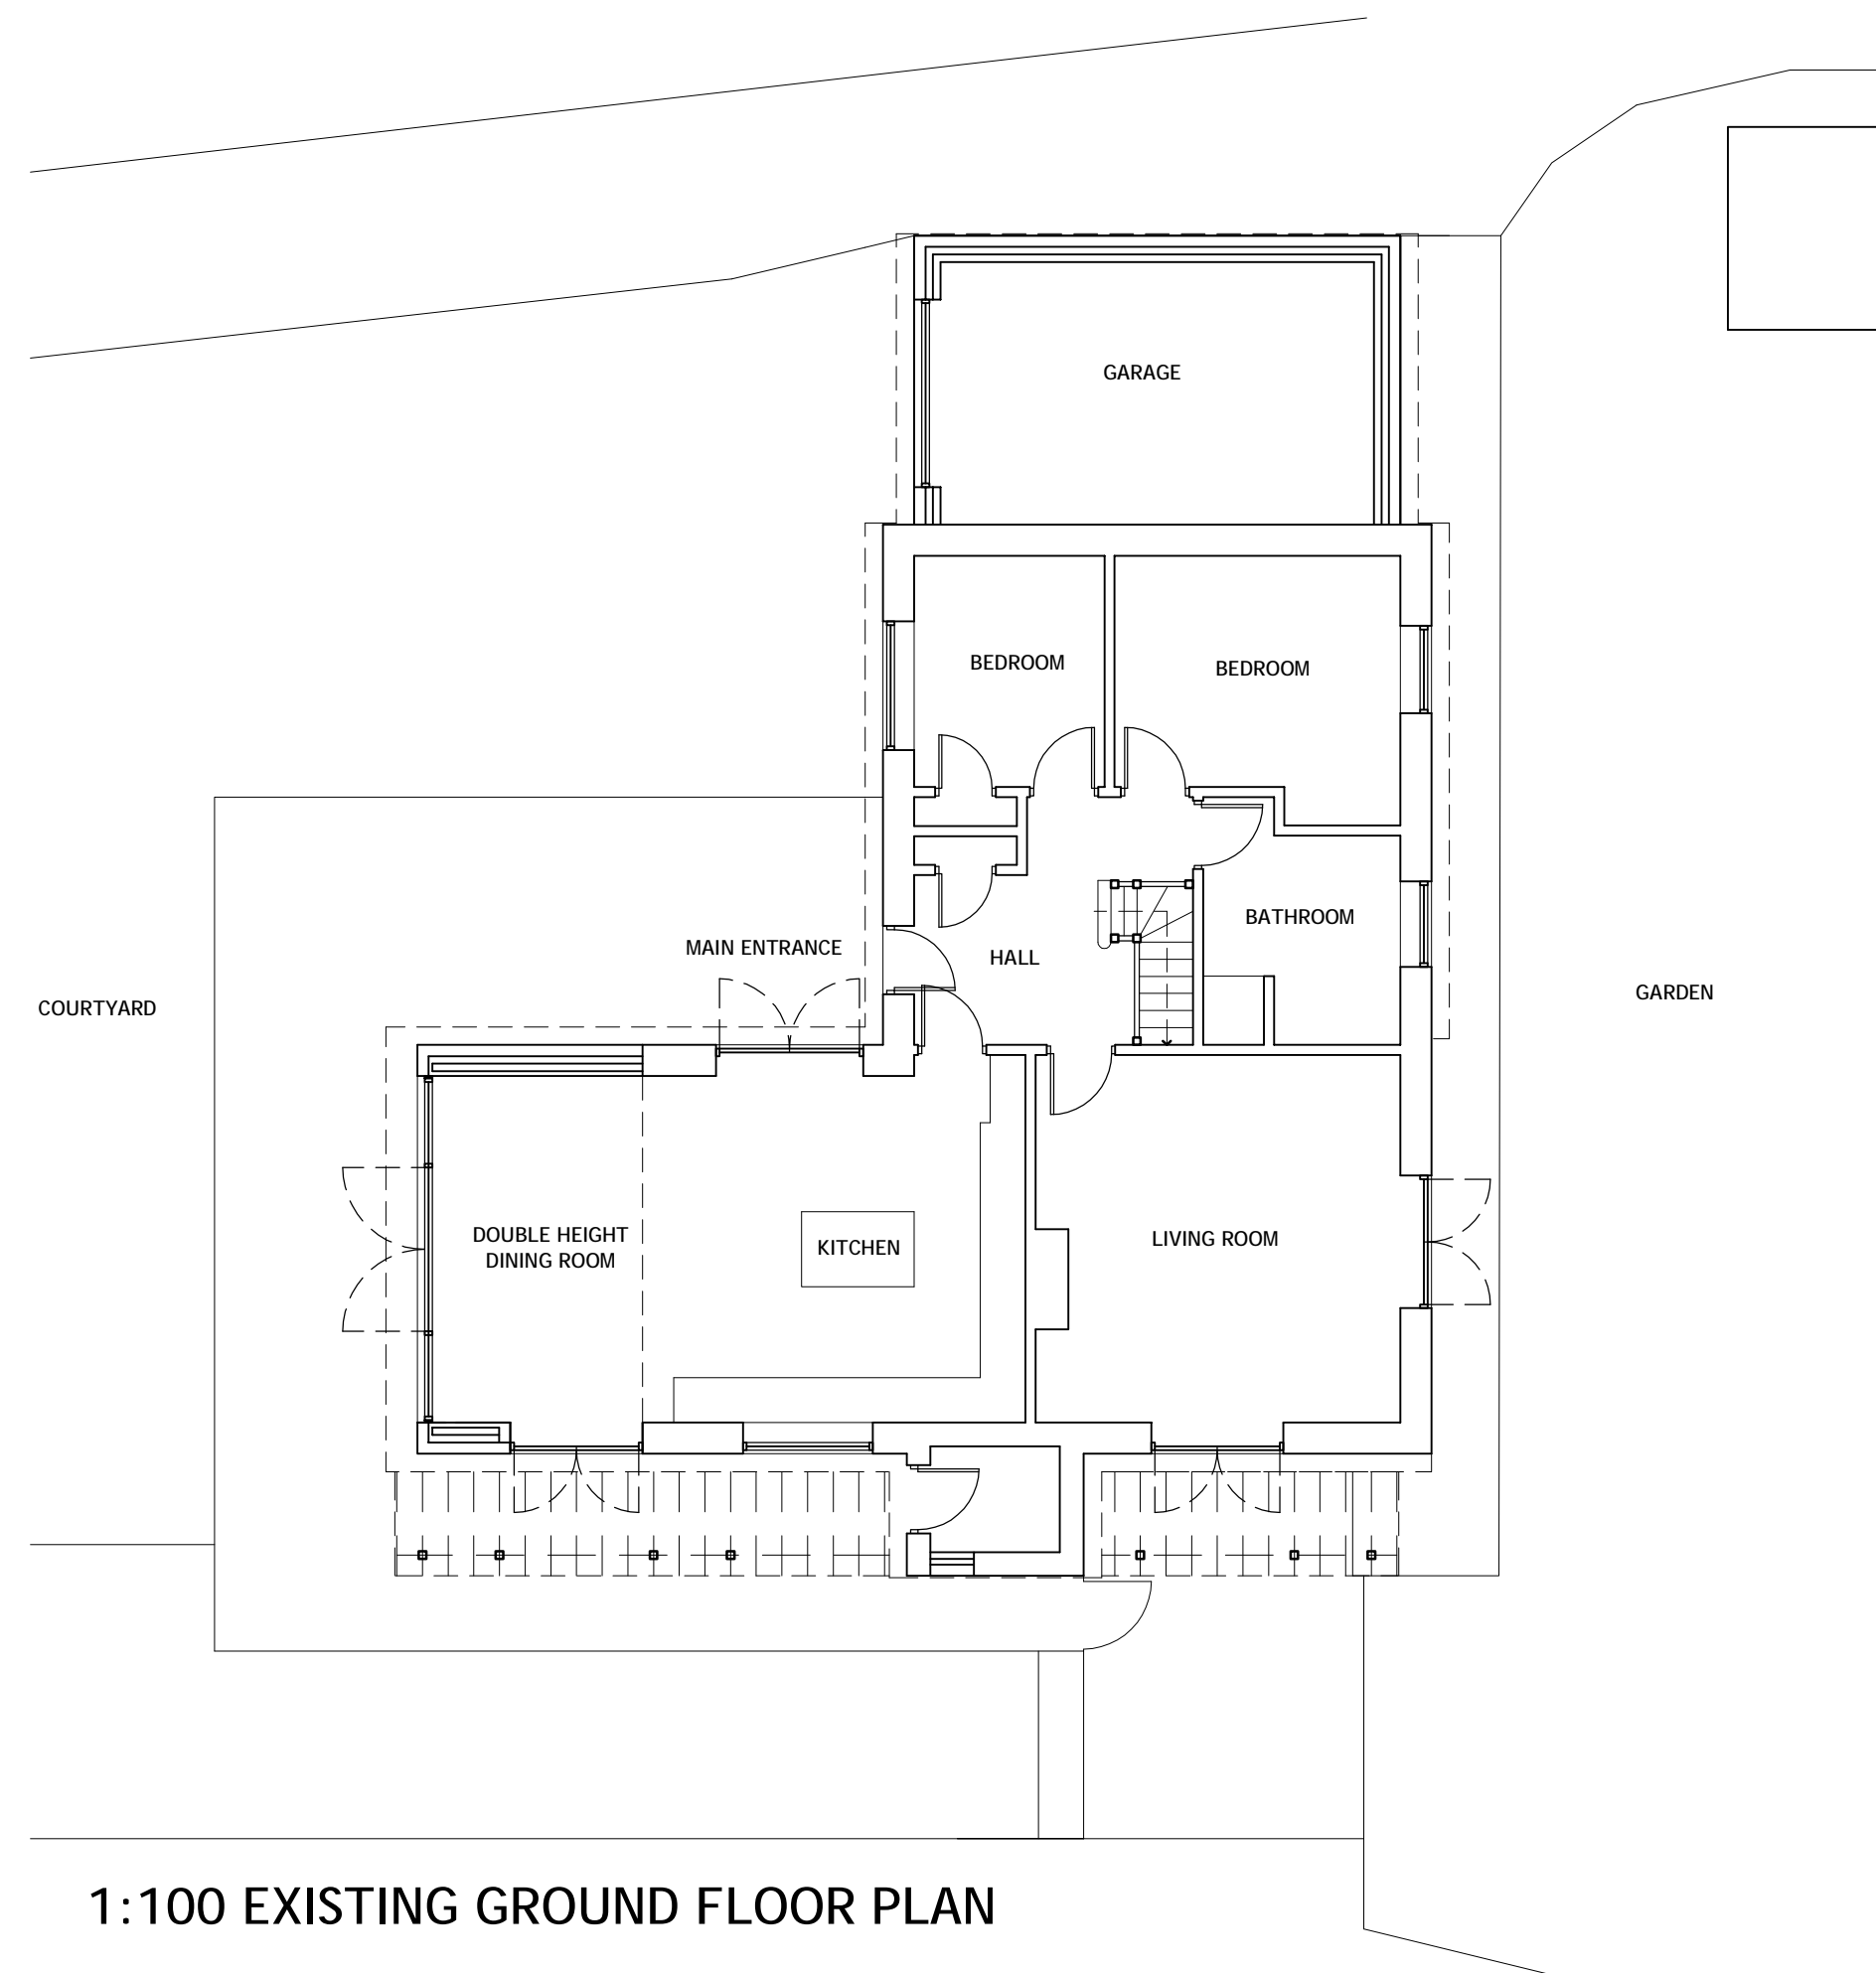 GARAGE
BEDROOM
BEDROOM
BATHROOM
MAIN ENTRANCE
HALL
COURTYARD
GARDEN
DOUBLE HEIGHT
DINING ROOM
KITCHEN
LIVING ROOM
1:100 EXISTING GROUND FLOOR PLAN